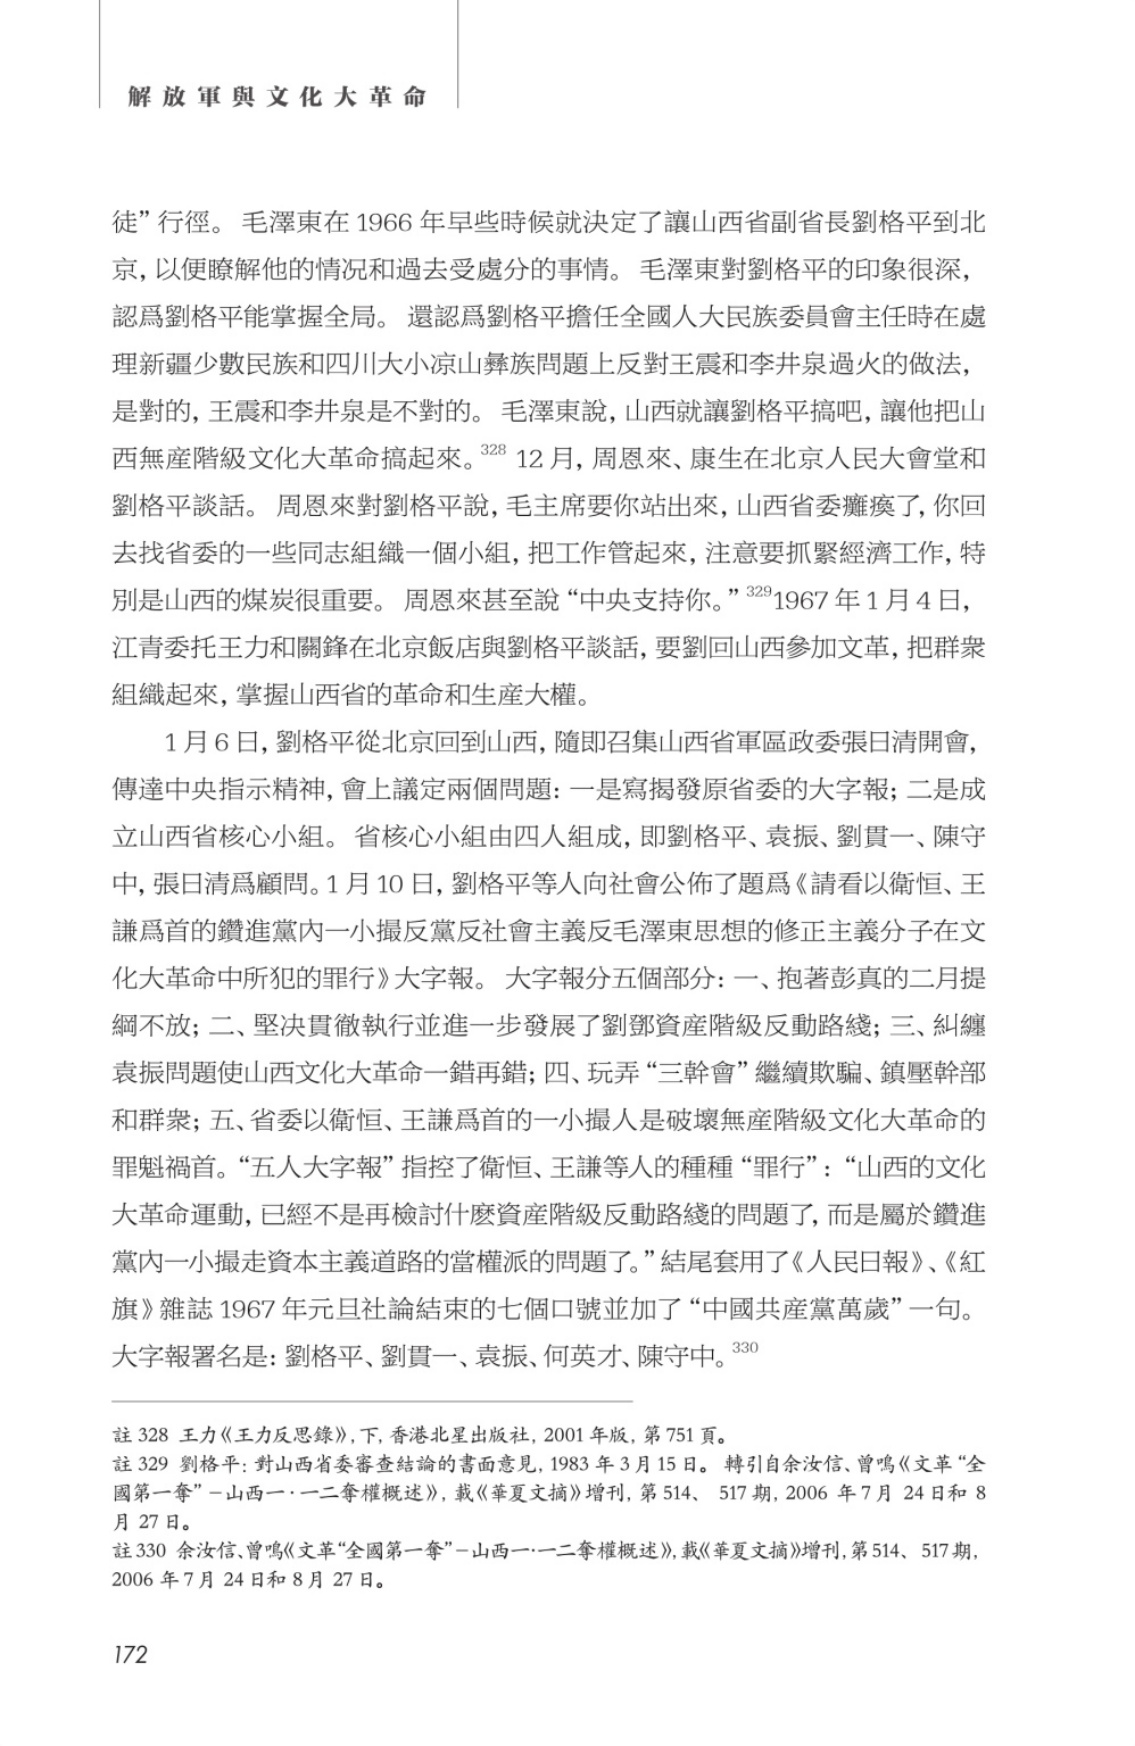 解放軍與文化大革命
徒”行徑。 毛澤東在 1966 年早些時候就決定了讓山西省副省長劉格平到北
京, 以便瞭解他的情况和過去受處分的事情。 毛澤東對劉格平的印象很深,
認爲劉格平能掌握全局。 還認爲劉格平擔任全國人大民族委員會主任時在處
理新疆少數民族和四川大小凉山彝族問題上反對王震和李井泉過火的做法,
是對的, 王震和李井泉是不對的。 毛澤東說, 山西就讓劉格平搞吧, 讓他把山
西無産階級文化大革命搞起來。328 12 月, 周恩來、康生在北京人民大會堂和
劉格平談話。 周恩來對劉格平說, 毛主席要你站出來, 山西省委癱瘓了, 你回
去找省委的一些同志組織一個小組, 把工作管起來, 注意要抓緊經濟工作, 特
別是山西的煤炭很重要。 周恩來甚至說“中央支持你。”3291967 年 1 月 4 日,
江青委托王力和關鋒在北京飯店與劉格平談話, 要劉回山西參加文革, 把群衆
組織起來, 掌握山西省的革命和生産大權。
1 月 6 日, 劉格平從北京回到山西, 隨即召集山西省軍區政委張日清開會,
傳達中央指示精神, 會上議定兩個問題: 一是寫揭發原省委的大字報; 二是成
立山西省核心小組。 省核心小組由四人組成, 即劉格平、袁振、劉貫一、陳守
中, 張日清爲顧問。1 月 10 日, 劉格平等人向社會公佈了題爲《請看以衛恒、王
謙爲首的鑽進黨內一小撮反黨反社會主義反毛澤東思想的修正主義分子在文
化大革命中所犯的罪行》大字報。 大字報分五個部分: 一、抱著彭真的二月提
綱不放; 二、堅决貫徹執行並進一步發展了劉鄧資産階級反動路綫; 三、糾纏
袁振問題使山西文化大革命一錯再錯; 四、玩弄“三幹會”繼續欺騙、鎮壓幹部
和群衆; 五、省委以衛恒、王謙爲首的一小撮人是破壞無産階級文化大革命的
罪魁禍首。“五人大字報” 指控了衛恒、王謙等人的種種“罪行”: “山西的文化
大革命運動, 已經不是再檢討什麽資産階級反動路綫的問題了, 而是屬於鑽進
黨內一小撮走資本主義道路的當權派的問題了。”結尾套用了《人民日報》、《紅
旗》雜誌 1967 年元旦社論結束的七個口號並加了“中國共産黨萬歲”一句。
大字報署名是: 劉格平、劉貫一、袁振、何英才、陳守中。330
註 328 王力《王力反思錄》, 下, 香港北星出版社, 2001 年版, 第 751 頁。
註 329 劉格平: 對山西省委審查結論的書面意見, 1983 年 3 月 15 日。 轉引自余汝信、曾鳴《文革“全
國第一奪”－山西一·一二奪權概述》, 載《華夏文摘》增刊, 第 514、 517 期, 2006 年 7 月 24 日和 8
月 27 日。
註 330 余汝信、曾鳴《文革“全國第一奪”－山西一·一二奪權概述》, 載《華夏文摘》增刊, 第 514、 517 期,
2006 年 7 月 24 日和 8 月 27 日。
172